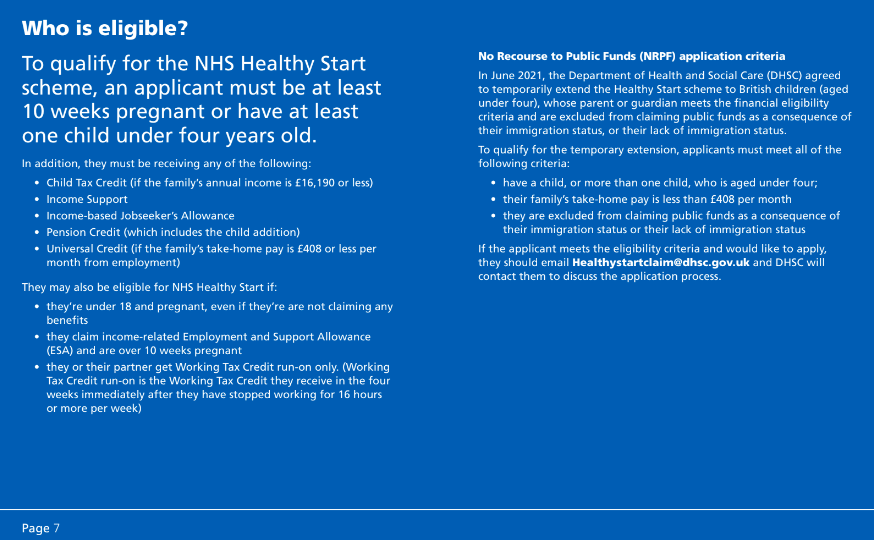 Who is eligible?
To qualify for the NHS Healthy Start
scheme, an applicant must be at least
10 weeks pregnant or have at least
one child under four years old.
In addition, they must be receiving any of the following:
• Child Tax Credit (if the family's annual income is £16,190 or less)
• Income Support
• Income-based Jobseeker's Allowance
• Pension Credit (which includes the child addition)
• Universal Credit (if the family's take-home pay is £408 or less per
month from employment)
They may also be eligible for NHS Healthy Start if:
• they're under 18 and pregnant, even if they're are not claiming any
benefits
• they claim income-related Employment and Support Allowance
(ESA) and are over 10 weeks pregnant
• they or their partner get Working Tax Credit run-on only. (Working
Tax Credit run-on is the Working Tax Credit they receive in the four
weeks immediately after they have stopped working for 16 hours
or more per week)
No Recourse to Public Funds (NRPF) application criteria
In June 2021, the Department of Health and Social Care (DHSC) agreed
to temporarily extend the Healthy Start scheme to British children (aged
under four), whose parent or guardian meets the financial eligibility
criteria and are excluded from claiming public funds as a consequence of
their immigration status, or their lack of immigration status.
To qualify for the temporary extension, applicants must meet all of the
following criteria:
• have a child, or more than one child, who is aged under four;
• their family's take-home pay is less than £408 per month
• they are excluded from claiming public funds as a consequence of
their immigration status or their lack of immigration status
If the applicant meets the eligibility criteria and would like to apply,
they should email Healthystartclaim@dhsc.gov.uk and DHSC will
contact them to discuss the application process.
Page 7